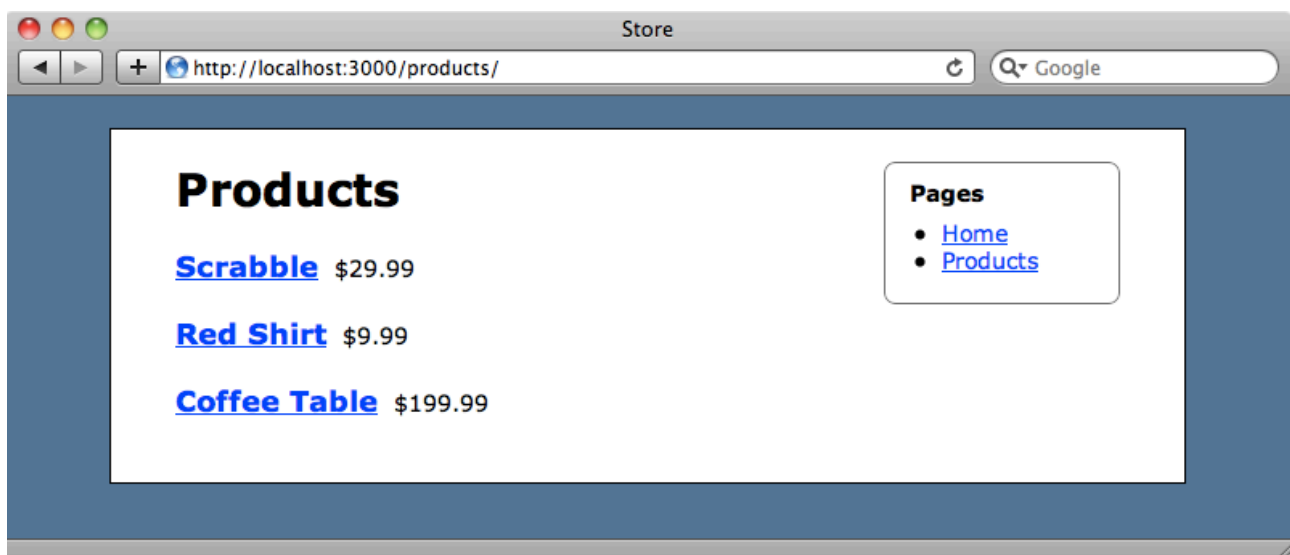 Store
http://localhost:3000/products/
Google
Products
Scrabble $29.99
Red Shirt $9.99
Coffee Table $199.99
Pages
Home
Products